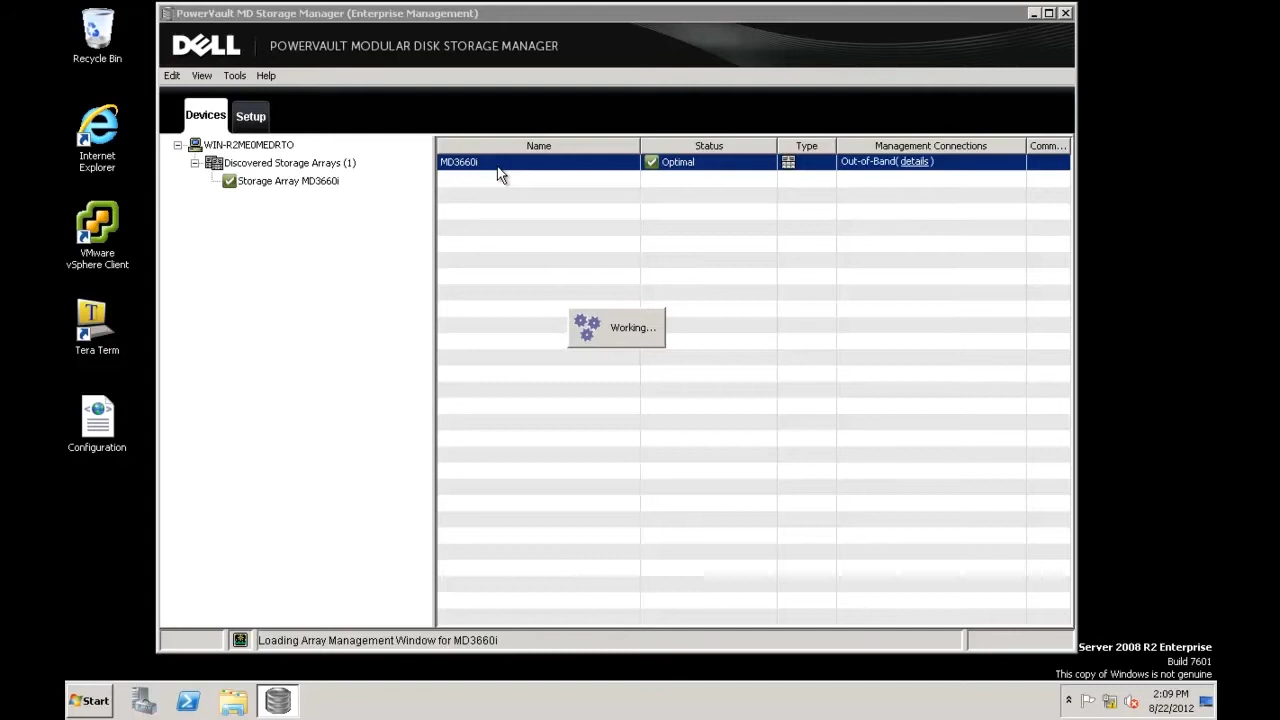 PowerVault MD Storage Manager (Enterprise Management)
DELL
POWERVAULT MODULAR DISK STORAGE MANAGER
Edit View Tools Help
Devices Setup
WIN-R2ME0MEDRTO
Discovered Storage Arrays (1)
Storage Array MD3660i
Name Status Type Management Connections Comm...
MD3660i Optimal Out-of-Band( details )
Working...
Loading Array Management Window for MD3660i
Recycle Bin
Internet
Explorer
VMware
vSphere Client
T
Tera Term
Configuration
Server 2008 R2 Enterprise
Build 7601
This copy of Windows is not genuine
Start
2:09 PM
8/22/2012